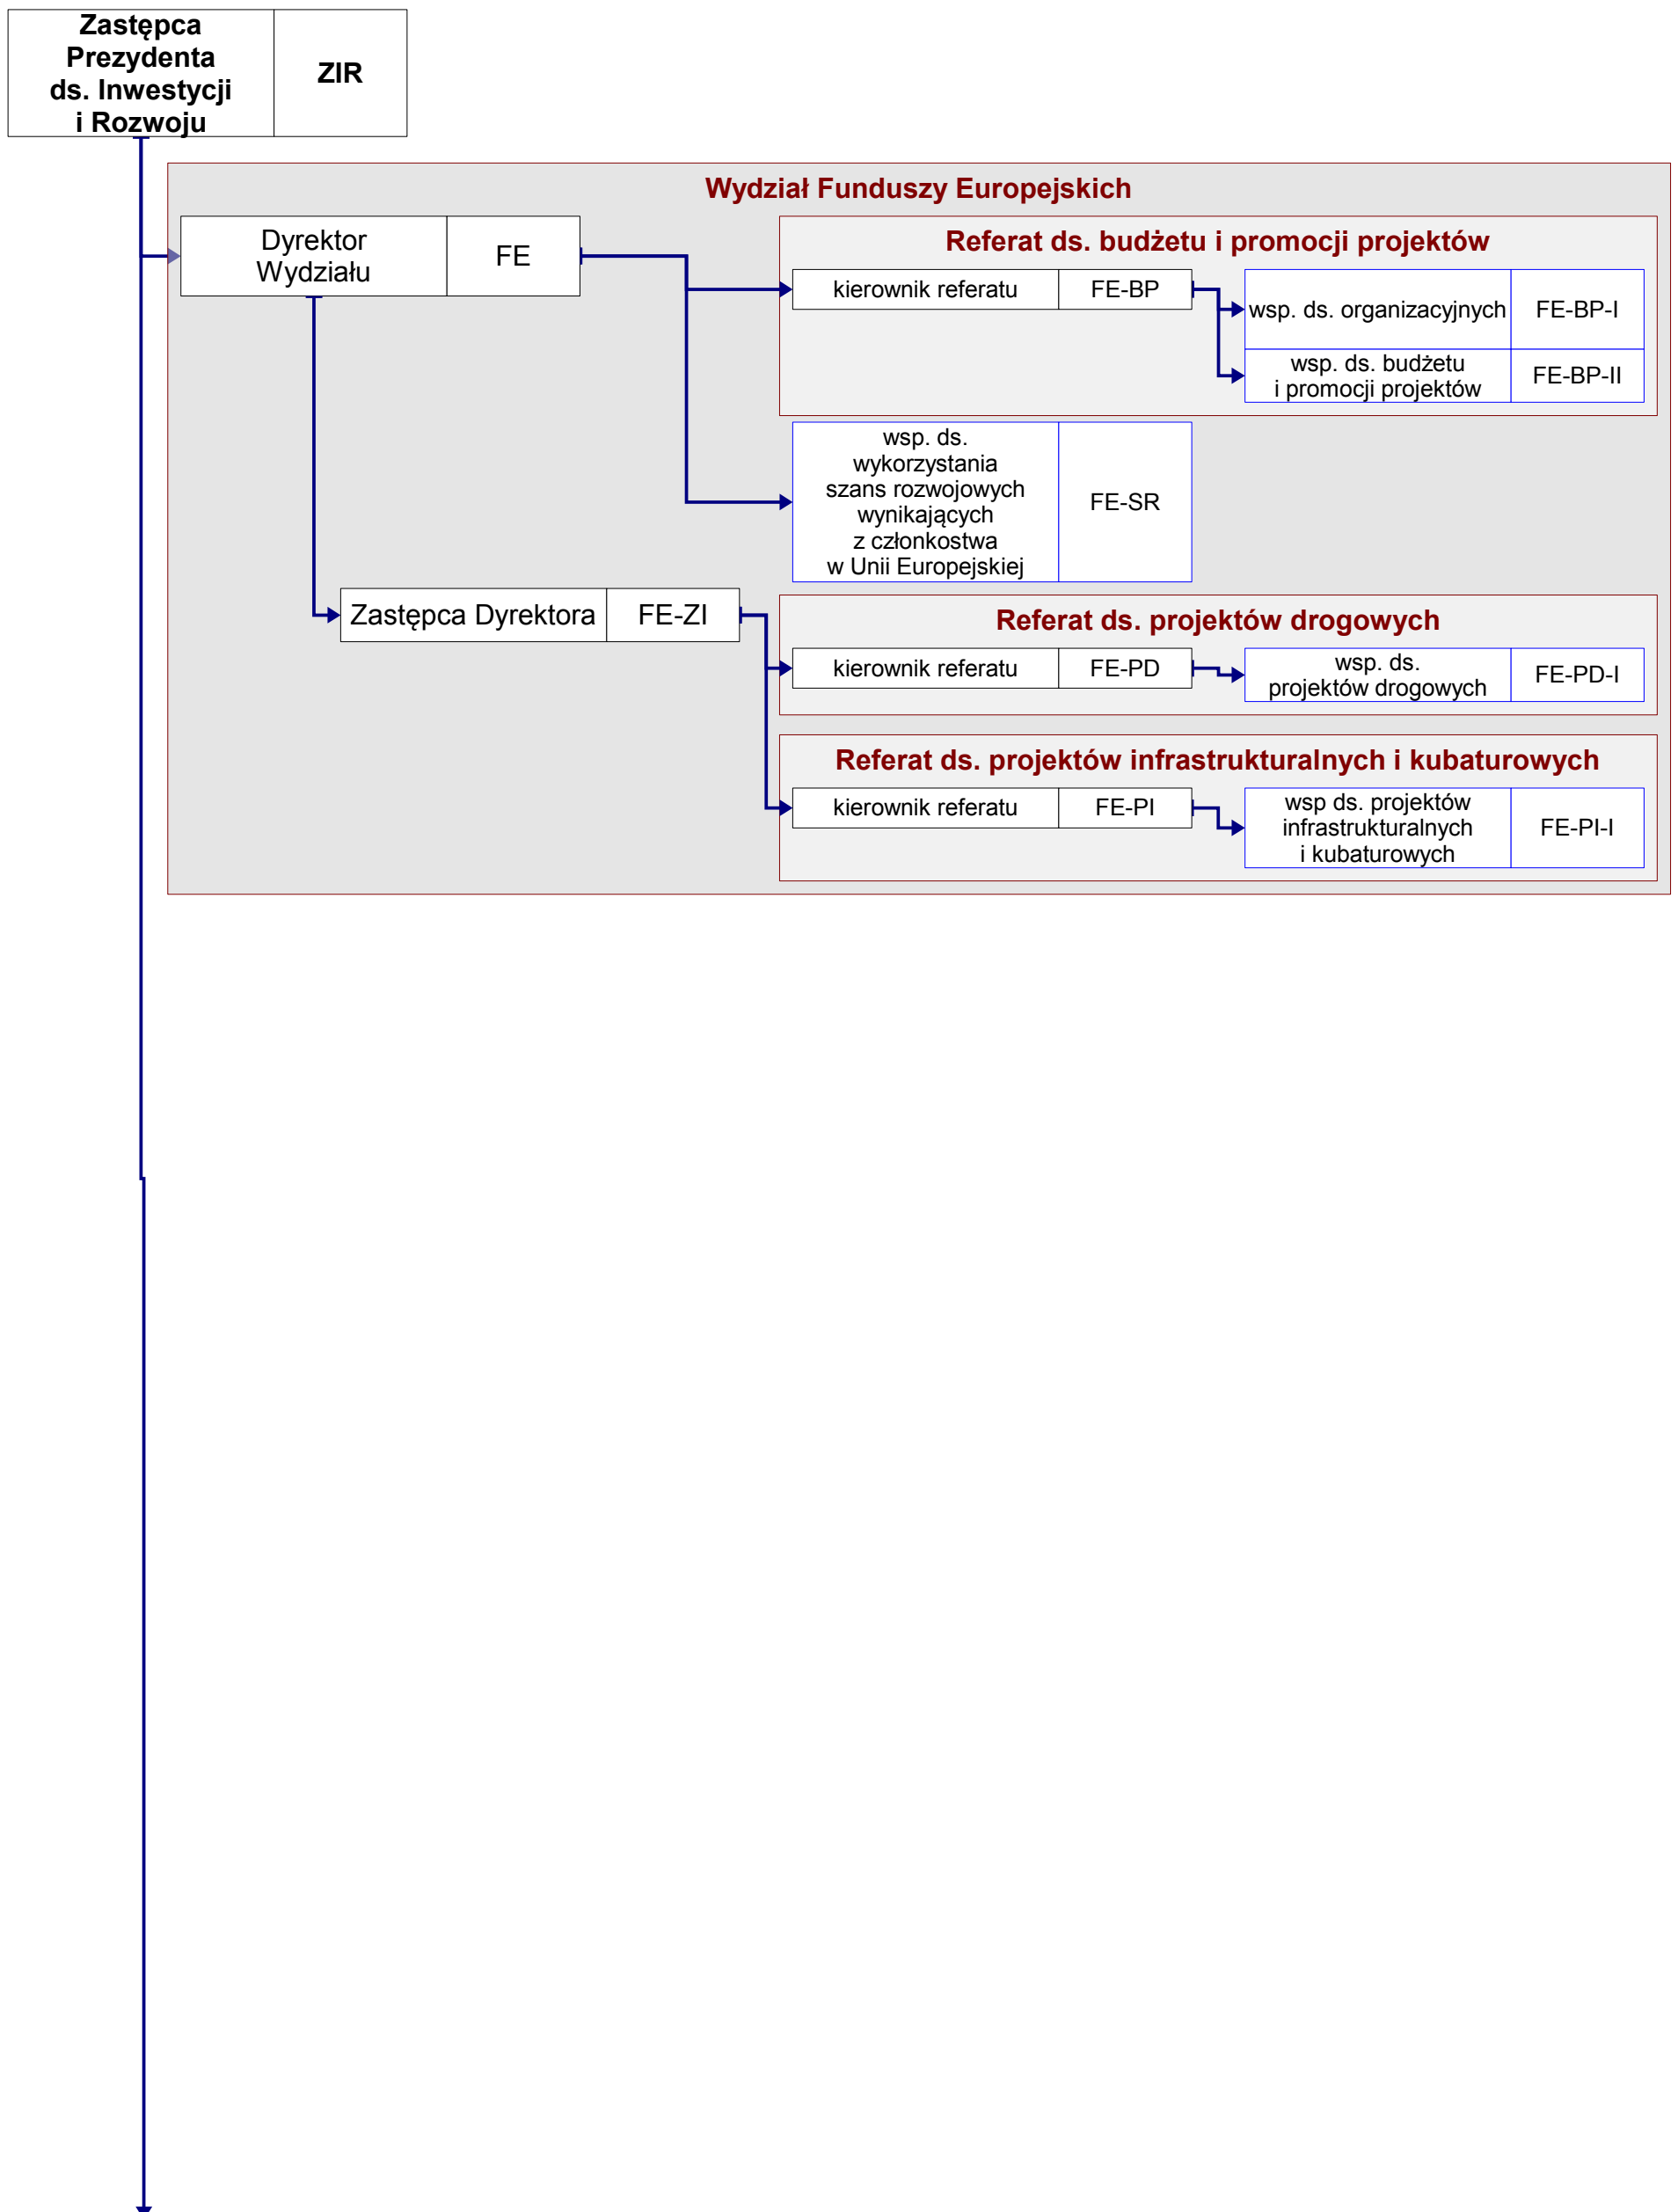 Zastępca
Prezydenta
ds. Inwestycji
i Rozwoju
ZIR
Wydział Funduszy Europejskich
Dyrektor
Wydziału
FE
Referat ds. budżetu i promocji projektów
kierownik referatu
FE-BP
wsp. ds. organizacyjnych
FE-BP-I
wsp. ds. budżetu
i promocji projektów
FE-BP-II
wsp. ds.
wykorzystania
szans rozwojowych
wynikających
z członkostwa
w Unii Europejskiej
FE-SR
Zastępca Dyrektora
FE-ZI
Referat ds. projektów drogowych
kierownik referatu
FE-PD
wsp. ds.
projektów drogowych
FE-PD-I
Referat ds. projektów infrastrukturalnych i kubaturowych
kierownik referatu
FE-PI
wsp ds. projektów
infrastrukturalnych
i kubaturowych
FE-PI-I